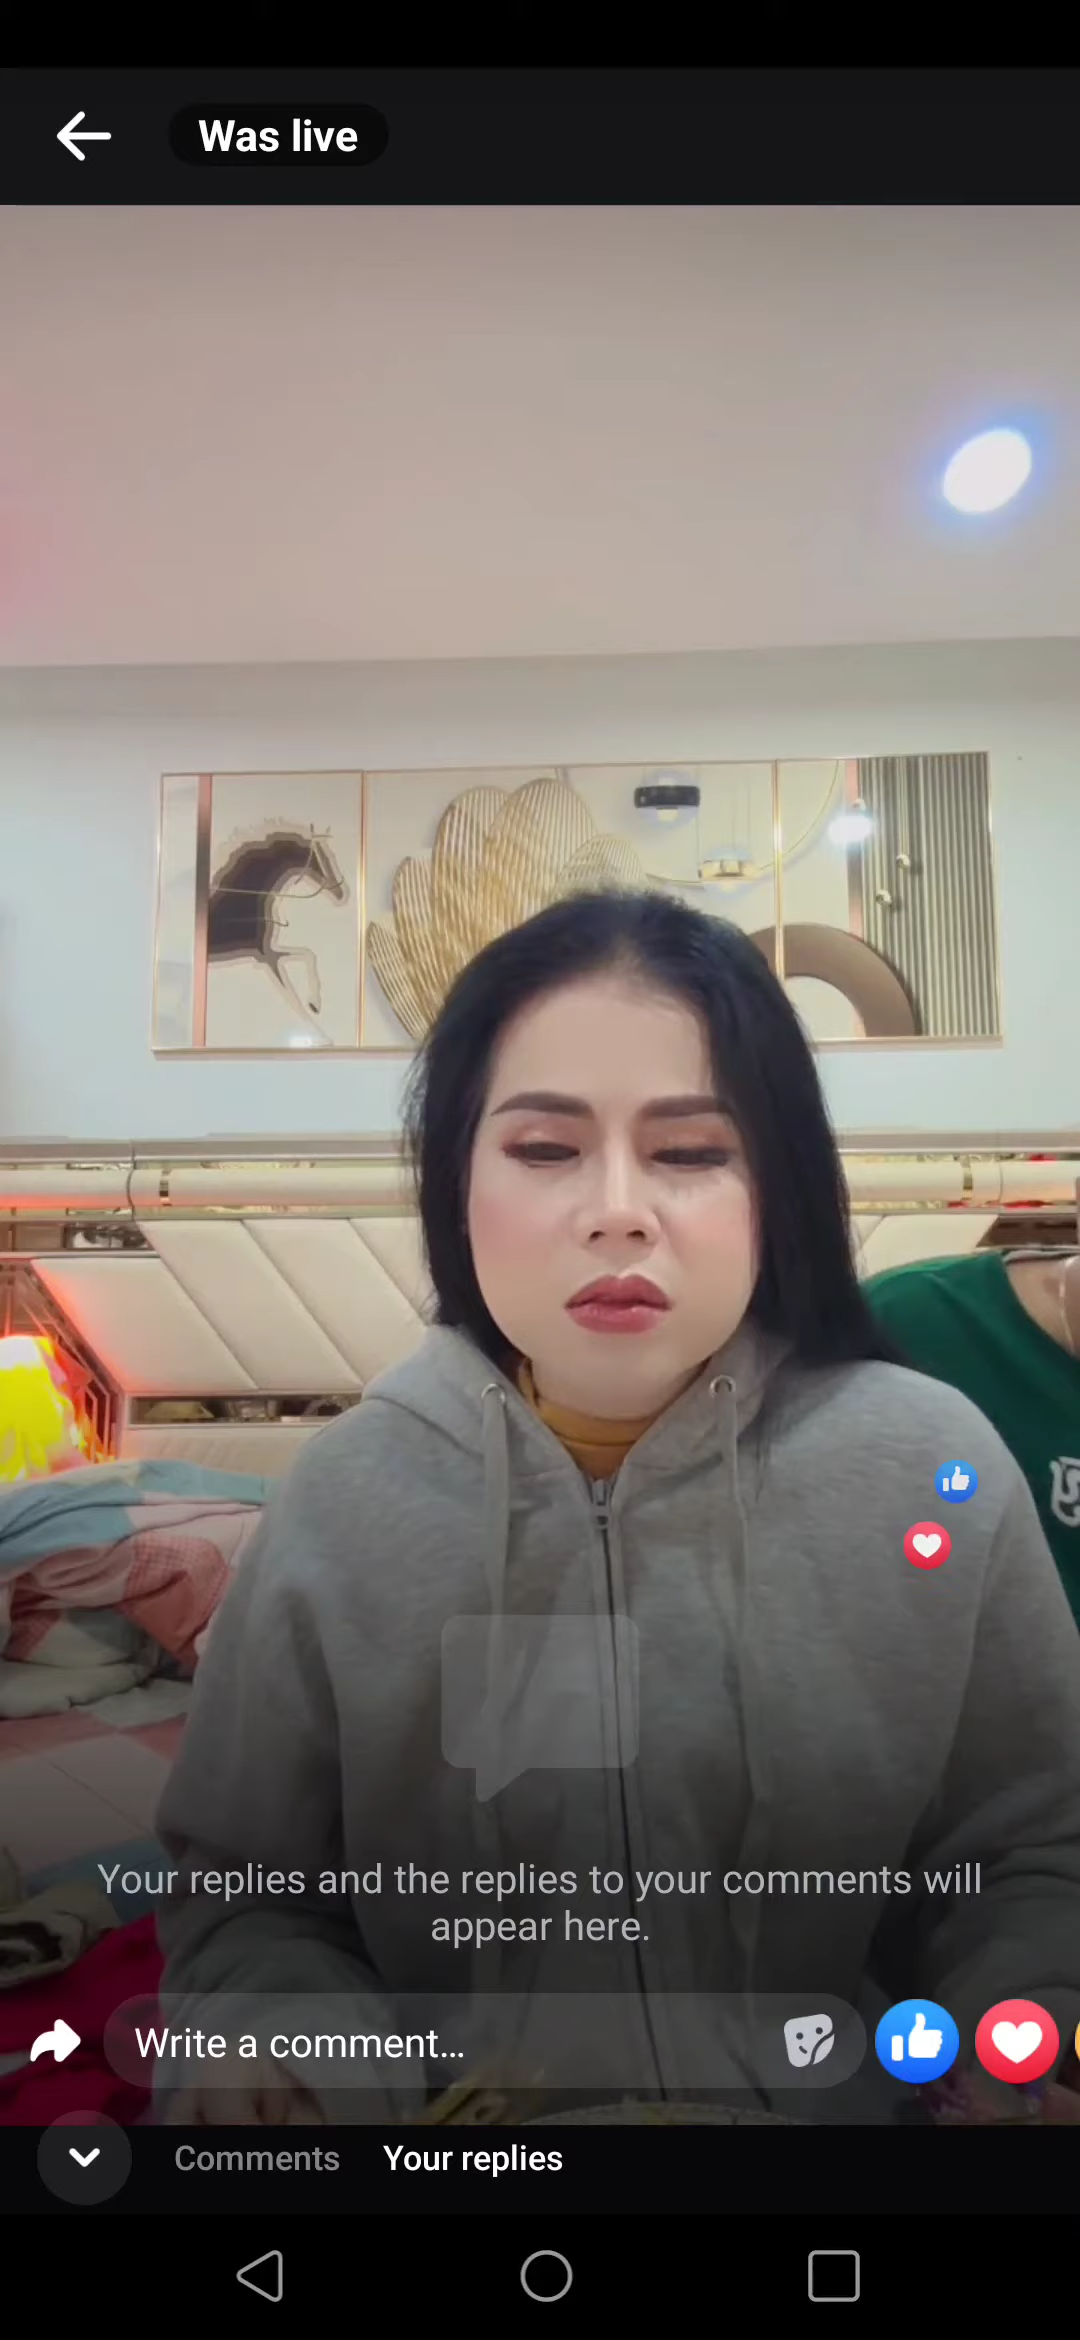 Was live
Your replies and the replies to your comments will
appear here.
Write a comment...
Comments
Your replies